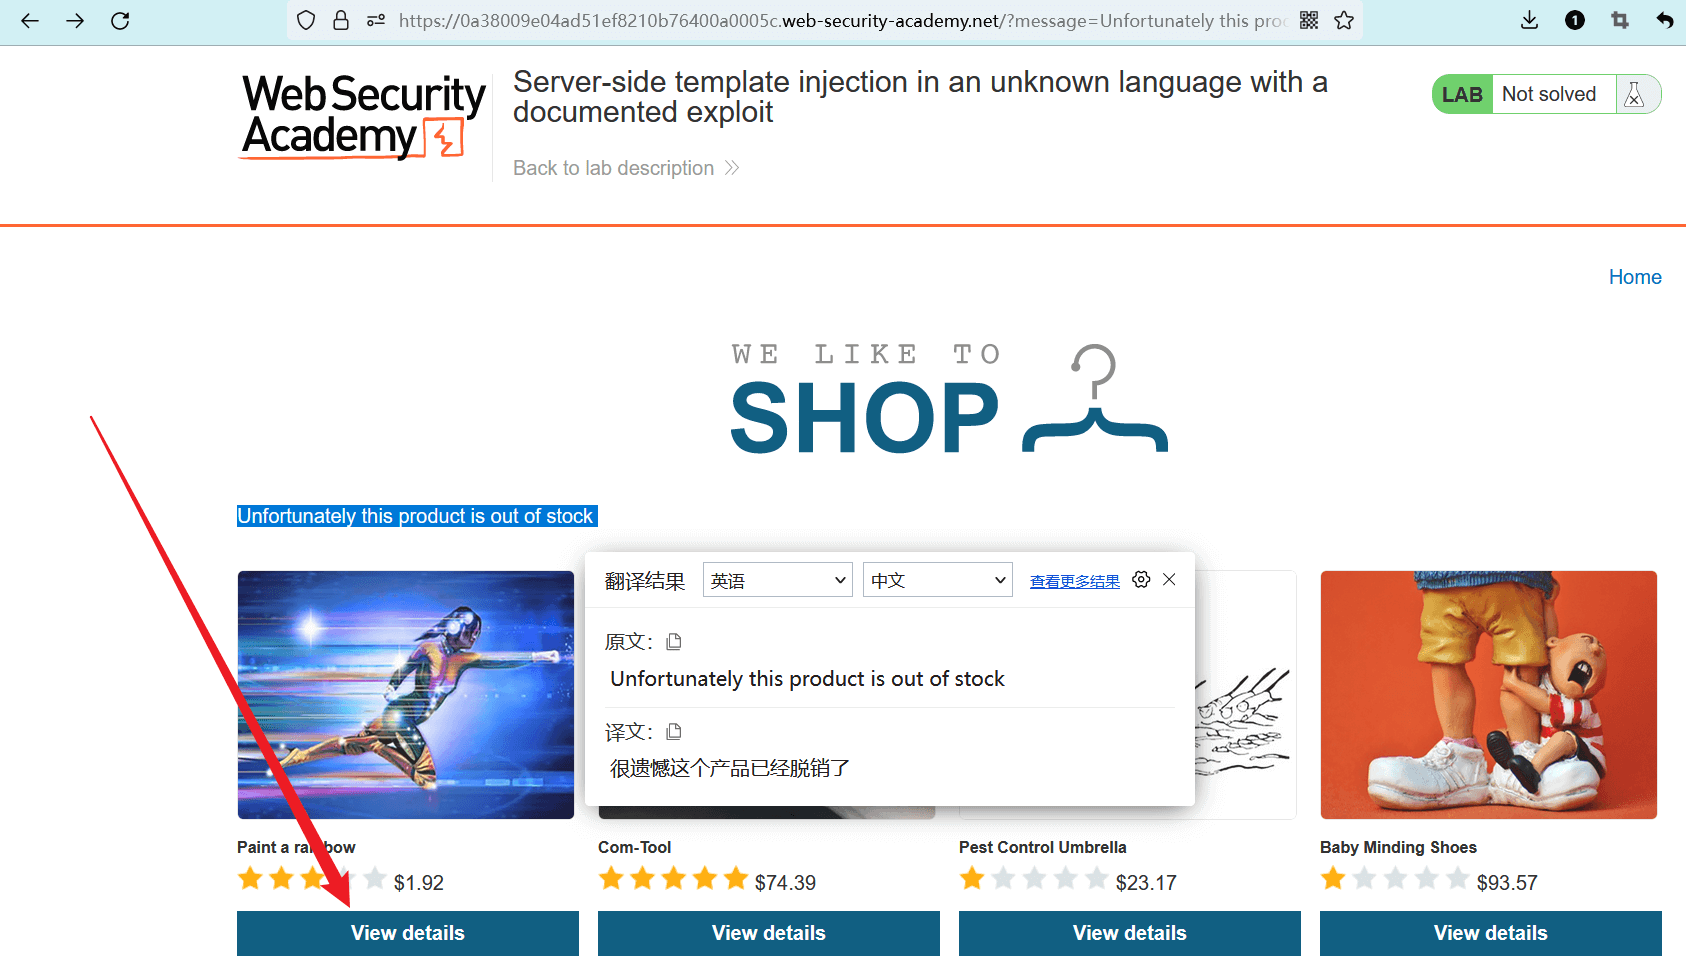 https://0a38009e04ad51ef8210b76400a0005c.web-security-academy.net/?message=Unfortunately this proc
1
Web Security
Academy
Server-side template injection in an unknown language with a
documented exploit
Back to lab description
LAB Not solved
Home
WE LIKE TO
SHOP
Unfortunately this product is out of stock
翻译结果 英语 中文 查看更多结果
原文：
Unfortunately this product is out of stock
译文：
很遗憾这个产品已经脱销了
Paint a rainbow
$1.92
View details
Com-Tool
$74.39
View details
Pest Control Umbrella
$23.17
View details
Baby Minding Shoes
$93.57
View details